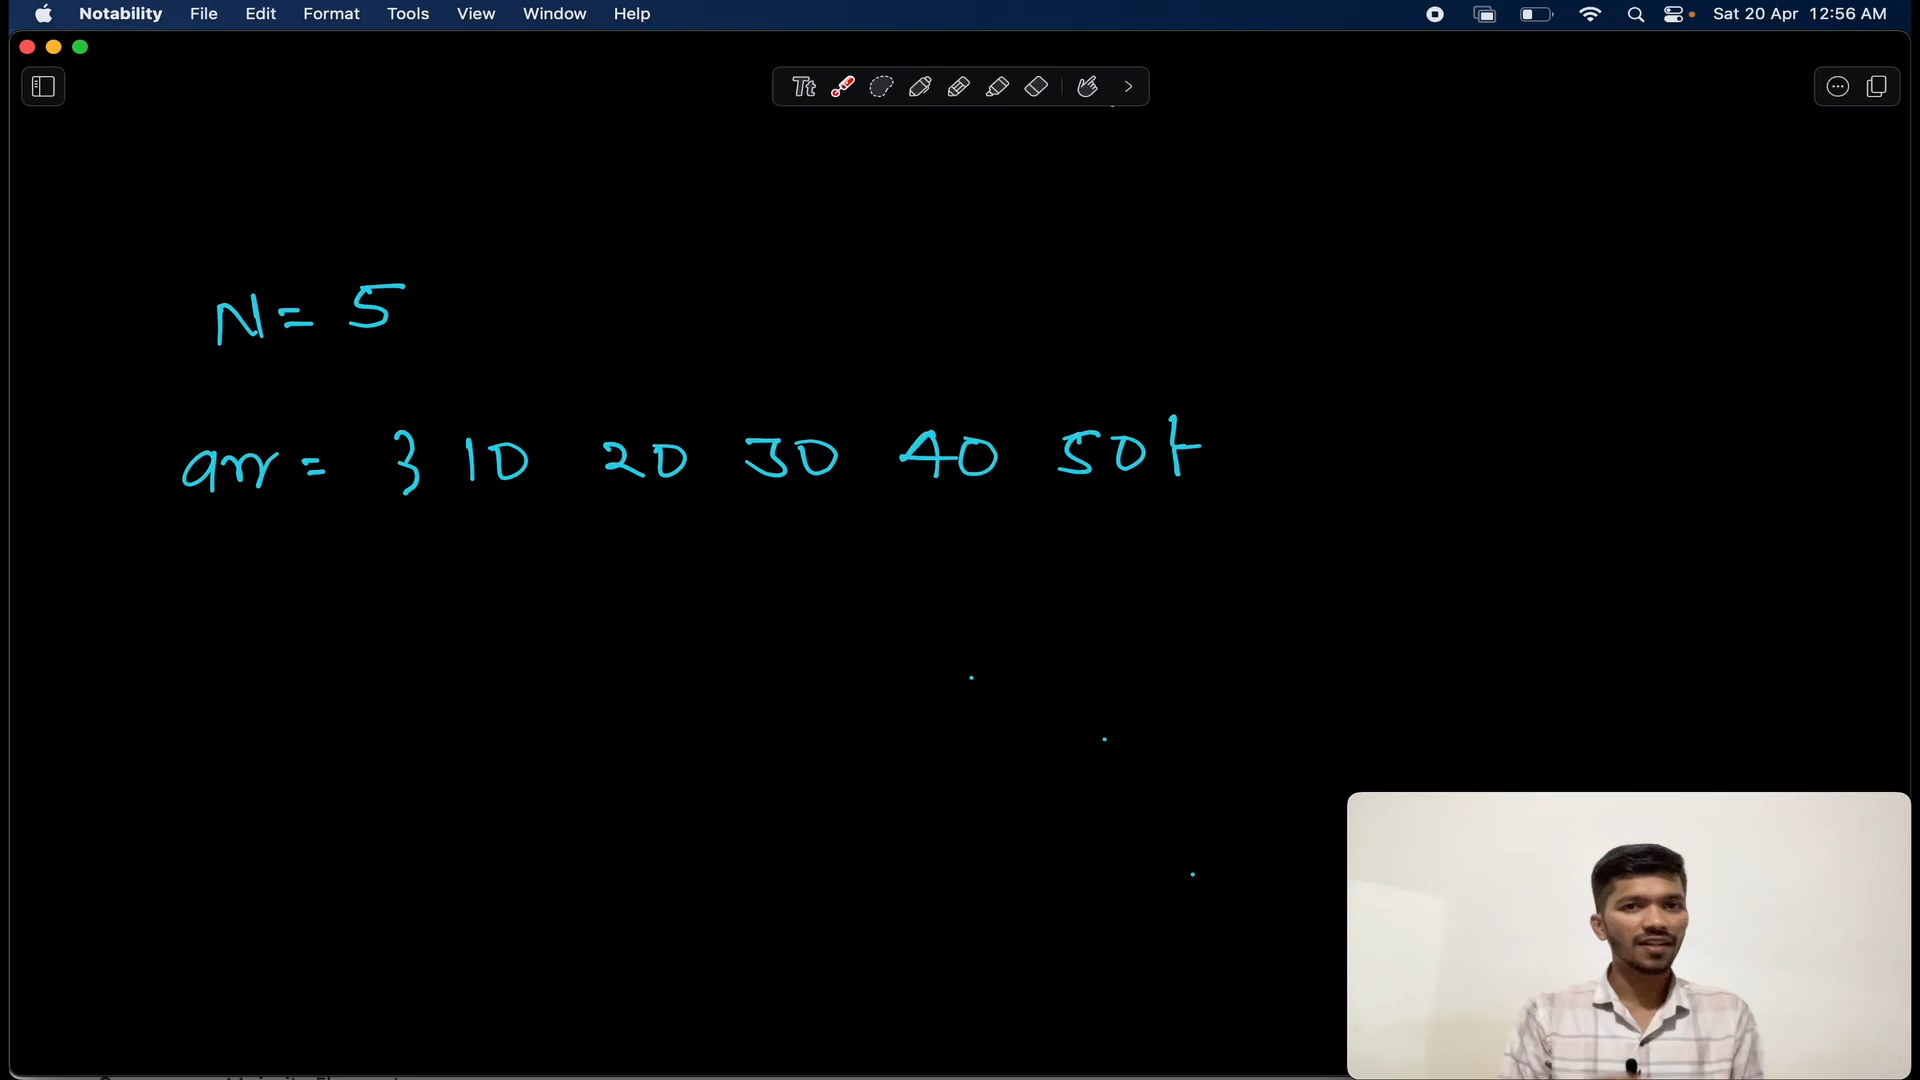 Notability File Edit Format Tools View Window Help Sat 20 Apr 12:56 AM
Tt
N = 5
arr = } 10 20 30 40 50 }